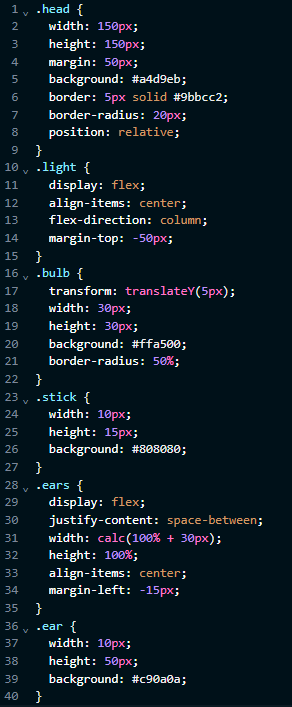 1 .head {
2 width: 150px;
3 height: 150px;
4 margin: 50px;
5 background: #a4d9eb;
6 border: 5px solid #9bbcc2;
7 border-radius: 20px;
8 position: relative;
9 }
10 .light {
11 display: flex;
12 align-items: center;
13 flex-direction: column;
14 margin-top: -50px;
15 }
16 .bulb {
17 transform: translateY(5px);
18 width: 30px;
19 height: 30px;
20 background: #ffa500;
21 border-radius: 50%;
22 }
23 .stick {
24 width: 10px;
25 height: 15px;
26 background: #808080;
27 }
28 .ears {
29 display: flex;
30 justify-content: space-between;
31 width: calc(100% + 30px);
32 height: 100%;
33 align-items: center;
34 margin-left: -15px;
35 }
36 .ear {
37 width: 10px;
38 height: 50px;
39 background: #c90a0a;
40 }